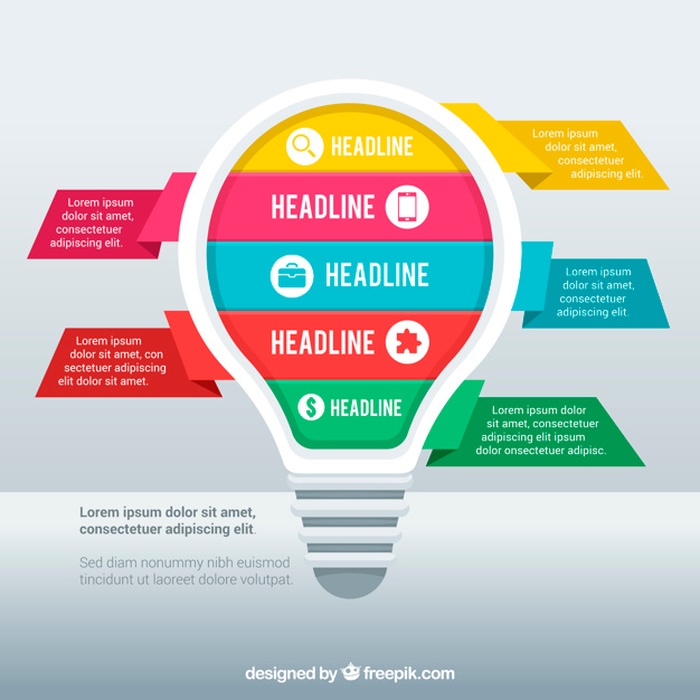 HEADLINE
Lorem ipsum
dolor sit amet,
consectetuer
adipiscing elit.
HEADLINE
Lorem ipsum
dolor sit amet,
consectetuer
adipiscing elit.
HEADLINE
Lorem ipsum
dolor sit amet,
consectetuer
adipiscing elit.
HEADLINE
Lorem ipsum
dolor sit amet, con
sectetuer adipiscing
elit dolor sit amet.
$ HEADLINE
Lorem ipsum dolor
sit amet, consectetuer
adipiscing elit ipsum
dolor onsectetuer adipisc.
Lorem ipsum dolor sit amet,
consectetuer adipiscing elit.
Sed diam nonummy nibh euismod
tincidunt ut laoreet dolore volutpat.
designed by freepik.com